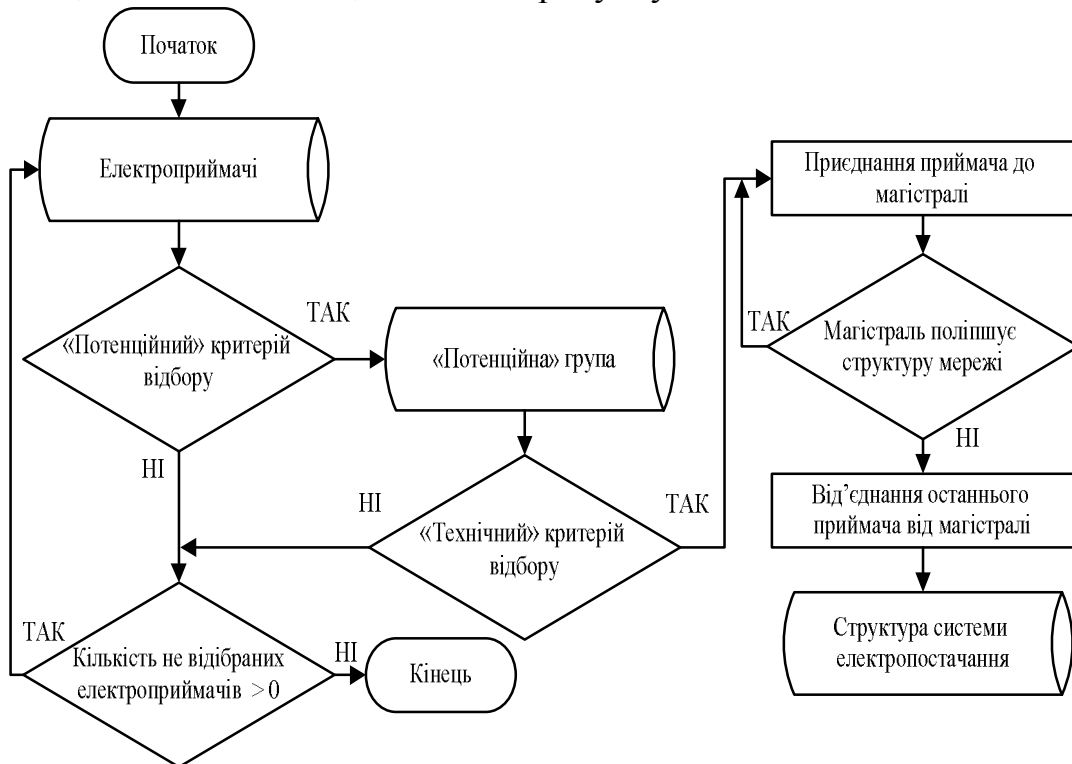 Початок
Електроприймачі
«Потенційний» критерій
відбору
ТАК
НІ
«Потенційна» група
«Технічний» критерій
відбору
НІ
ТАК
Кількість не відібраних
електроприймачів > 0
ТАК
НІ
Кінець
Приєднання приймача до
магістралі
Магістраль поліпшує
структуру мережі
ТАК
НІ
Від’єднання останнього
приймача від магістралі
Структура системи
електропостачання